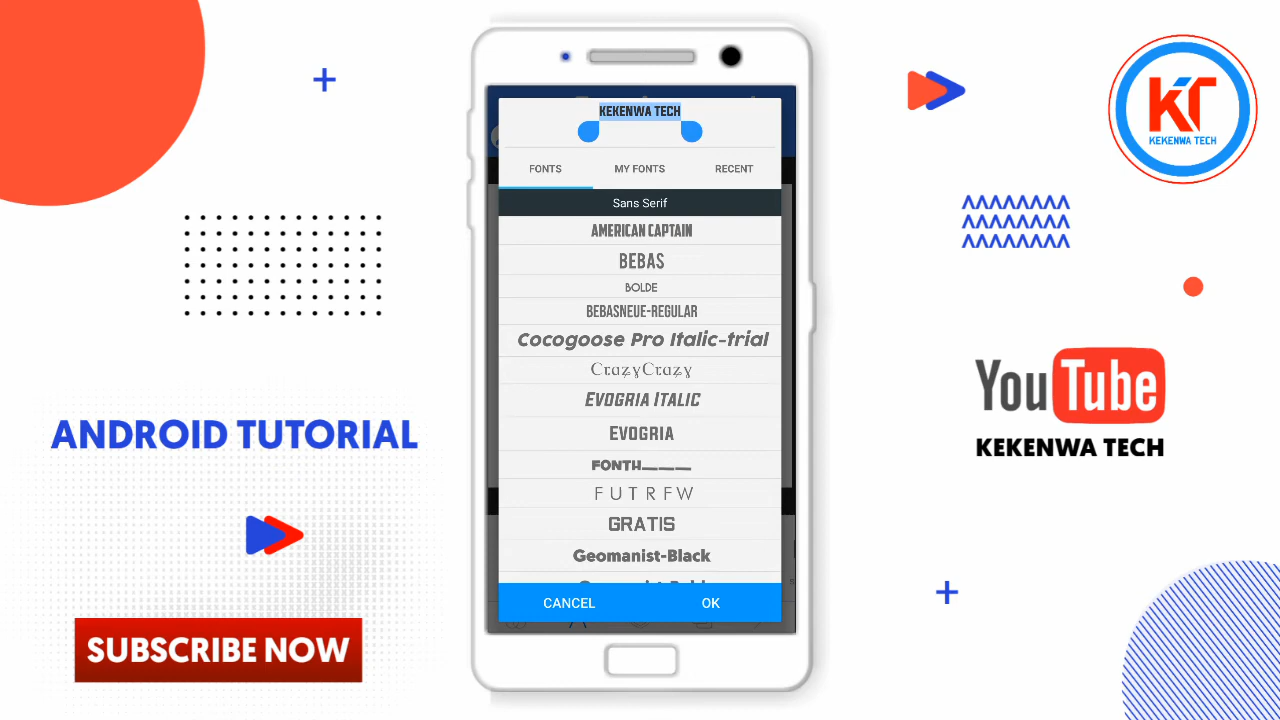 KEKENWA TECH
FONTS MY FONTS RECENT
Sans Serif
AMERICAN CAPTAIN
BEBAS
BOLDE
BEBASNEUE-REGULAR
Cocogoose Pro Italic-trial
CrazyCrazy
EVOGRIA ITALIC
EVOGRIA
FONTH___
FUTRFW
GRATIS
Geomanist-Black
CANCEL OK
ANDROID TUTORIAL
SUBSCRIBE NOW
KT
KEKENWA TECH
YouTube
KEKENWA TECH